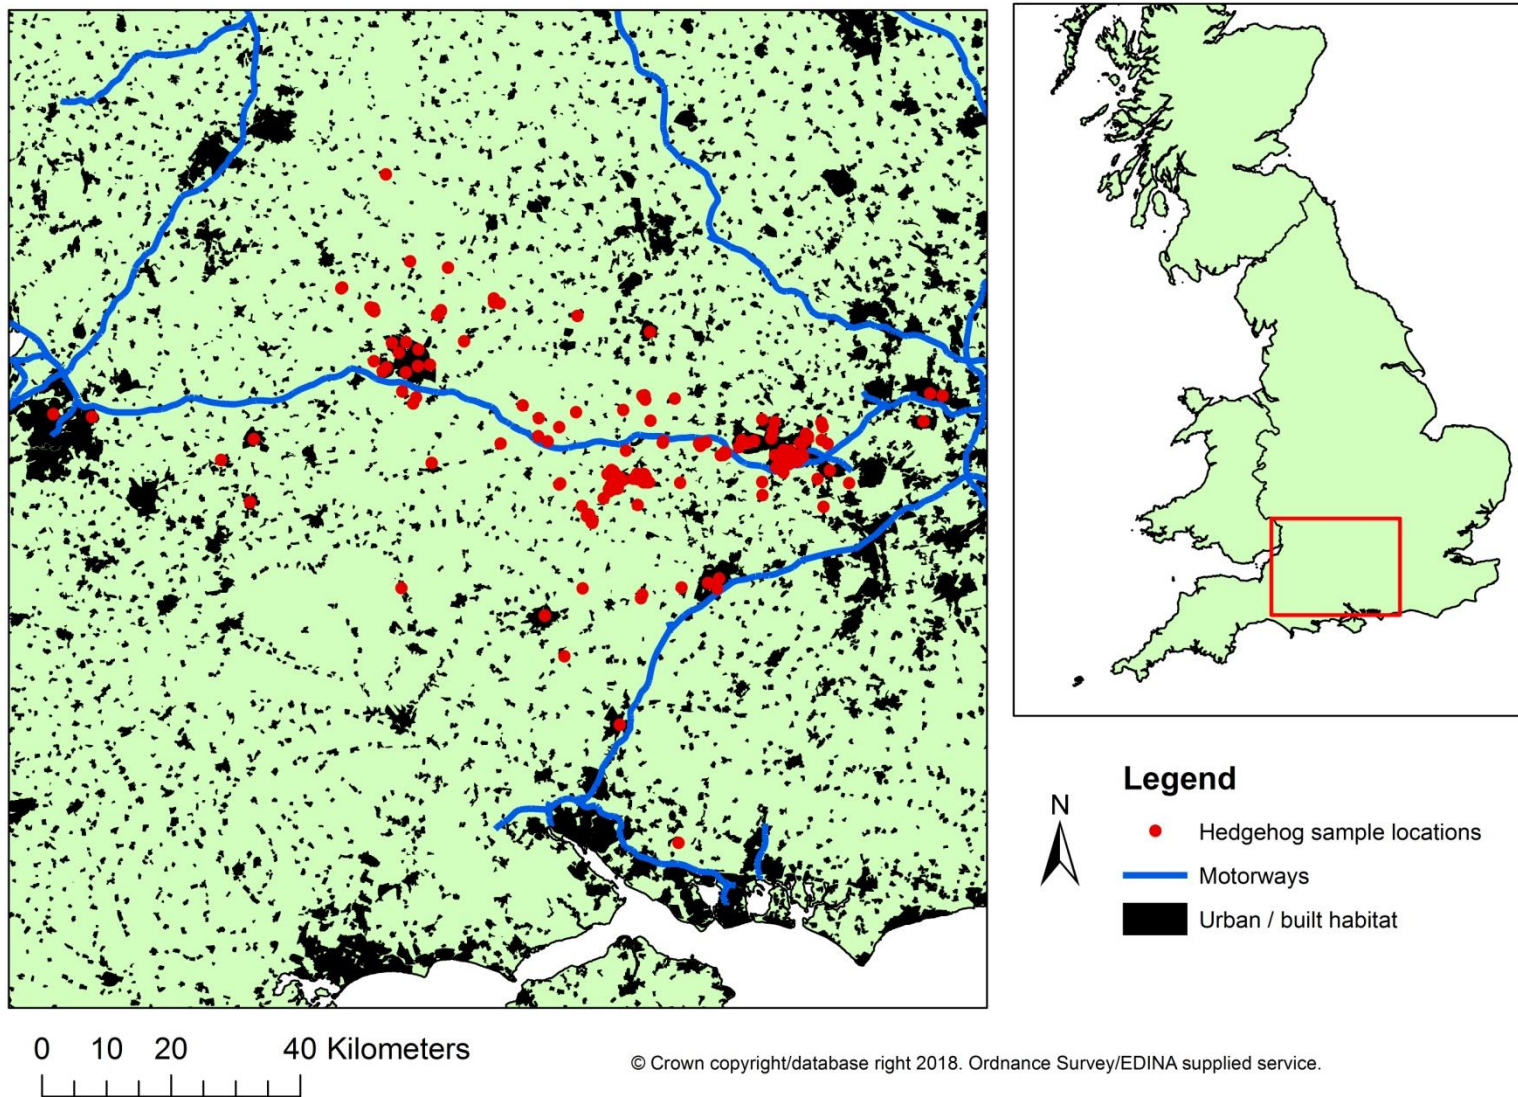 Legend
N
Hedgehog sample locations
Motorways
Urban / built habitat
0 10 20 40 Kilometers
© Crown copyright/database right 2018. Ordnance Survey/EDINA supplied service.